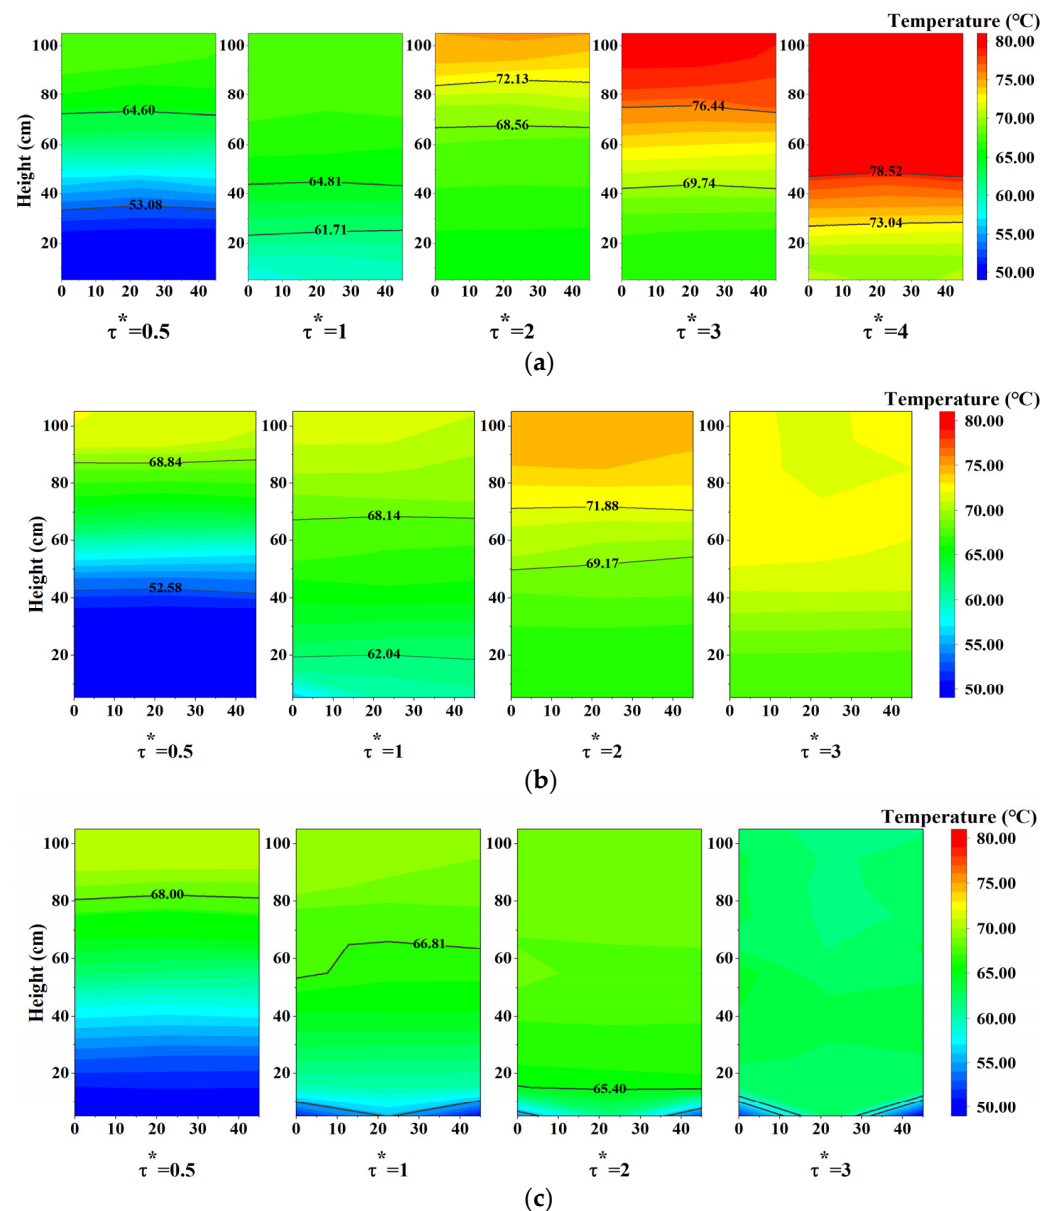 Temperature (℃)
Height (cm)
100 80 60 40 20
64.60
53.08
0 10 20 30 40
τ*=0.5
100 80 60 40 20
64.81
61.71
0 10 20 30 40
τ*=1
100 80 60 40 20
72.13
68.56
0 10 20 30 40
τ*=2
100 80 60 40 20
76.44
69.74
0 10 20 30 40
τ*=3
100 80 60 40 20
78.52
73.04
0 10 20 30 40
τ*=4
80.00
75.00
70.00
65.00
60.00
55.00
50.00
(a)
Temperature (℃)
Height (cm)
100 80 60 40 20
68.84
52.58
0 10 20 30 40
τ*=0.5
100 80 60 40 20
68.14
62.04
0 10 20 30 40
τ*=1
100 80 60 40 20
71.88
69.17
0 10 20 30 40
τ*=2
100 80 60 40 20
0 10 20 30 40
τ*=3
80.00
75.00
70.00
65.00
60.00
55.00
50.00
(b)
Temperature (℃)
Height (cm)
100 80 60 40 20
68.00
0 10 20 30 40
τ*=0.5
100 80 60 40 20
66.81
0 10 20 30 40
τ*=1
100 80 60 40 20
65.40
0 10 20 30 40
τ*=2
100 80 60 40 20
0 10 20 30 40
τ*=3
80.00
75.00
70.00
65.00
60.00
55.00
50.00
(c)